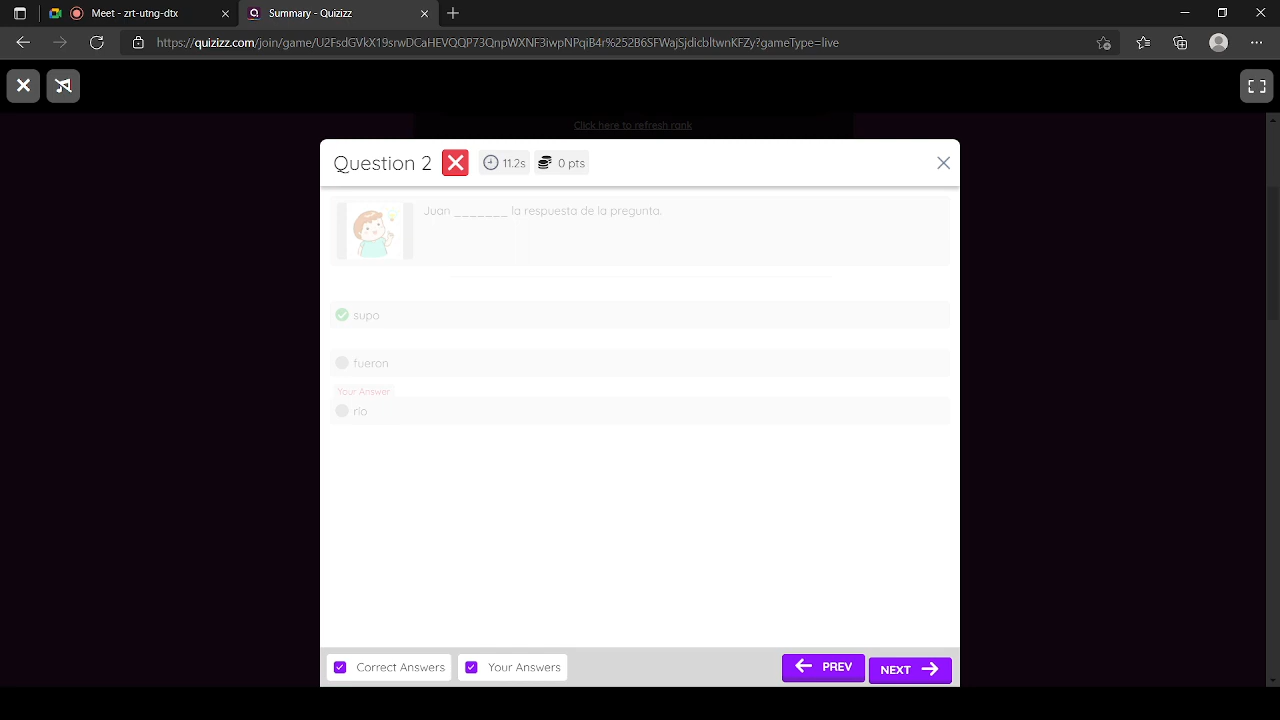 Meet - zrt-utng-dtx
Summary - Quizizz
https://quizizz.com/join/game/U2FsdGVkX19srwDCaHEVQQP73QnpWXNF3iwpNPqiB4r%252B6SFWajSjdicbltwnKFZy?gameType=live
Click here to refresh rank
Question 2
11.2s
0 pts
Juan _______ la respuesta de la pregunta.
supo
fueron
Your Answer
rio
Correct Answers
Your Answers
PREV
NEXT